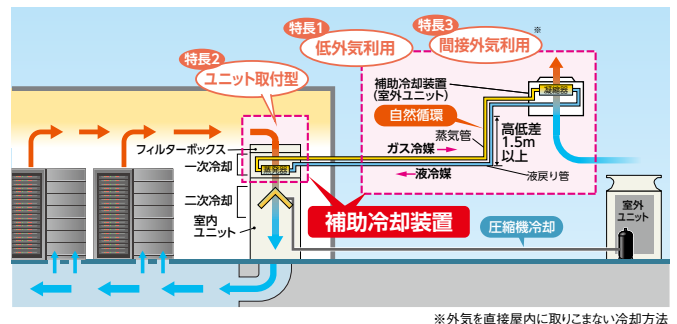 特長1
低外気利用
特長3
間接外気利用
※
特長2
ユニット取付型
補助冷却装置
(室外ユニット)
凝縮器
自然循環
蒸気管
高低差
1.5m
以上
ガス冷媒
液冷媒
液戻り管
フィルターボックス
一次冷却
蒸発器
二次冷却
室内
ユニット
補助冷却装置
圧縮機冷却
室外
ユニット
※外気を直接屋内に取りこまない冷却方法